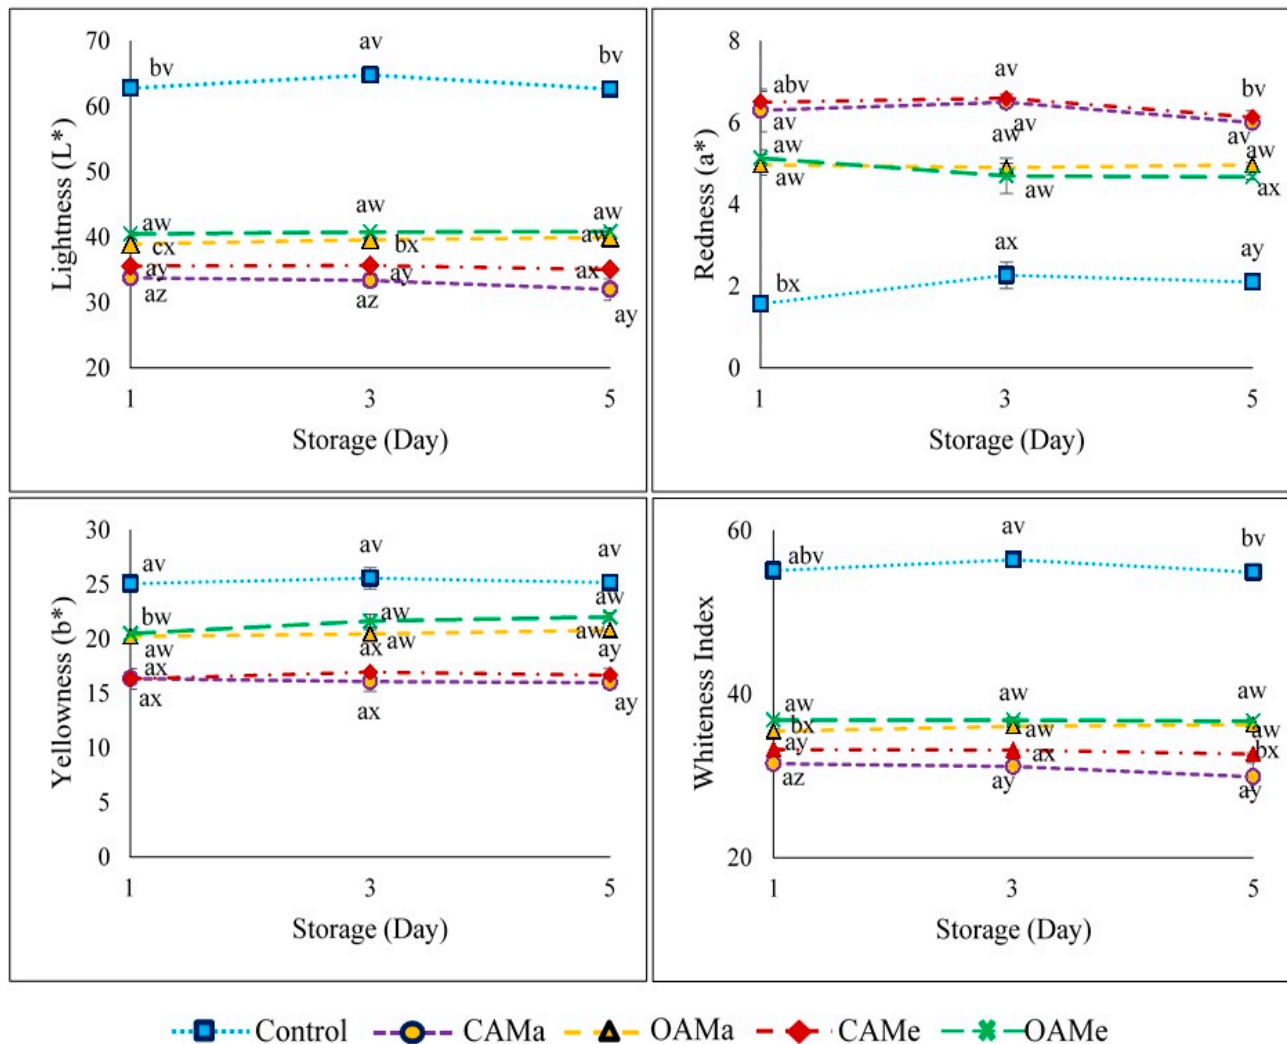 70
60
50
40
30
20
Lightness (L*)
bv
av
bv
aw
aw
aw
cx
bx
aw
ay
ay
ax
az
az
ay
1
3
5
Storage (Day)
8
6
4
2
0
Redness (a*)
abv
av
bv
av
av
av
aw
aw
aw
aw
aw
ax
bx
ax
ay
1
3
5
Storage (Day)
30
25
20
15
10
5
0
Yellowness (b*)
av
av
av
bw
aw
aw
aw
aw
aw
ax
ax
ay
ax
ax
ay
1
3
5
Storage (Day)
60
40
20
Whiteness Index
abv
av
bv
aw
aw
aw
bx
aw
aw
ay
ax
bx
az
ay
ay
1
3
5
Storage (Day)
Control CAMa OAMa CAMe OAMe